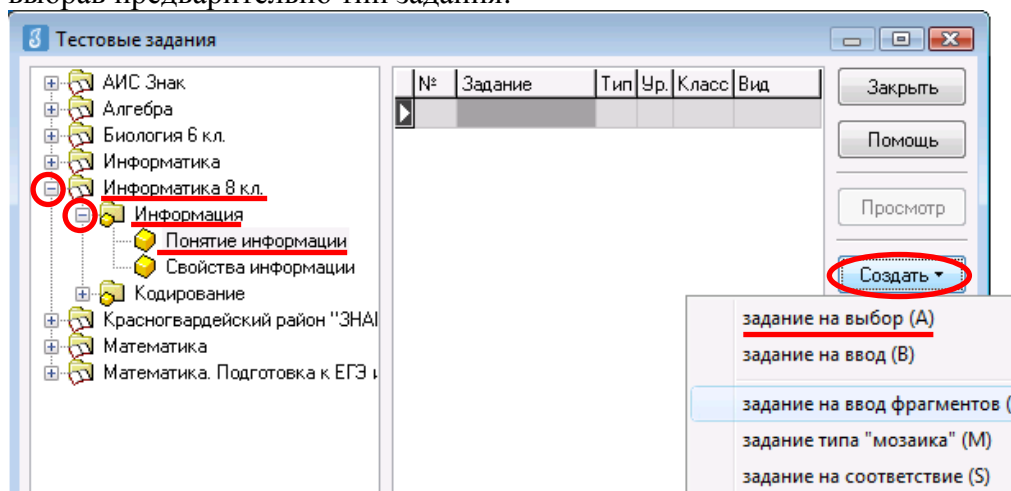 выбрав предварительно тип задания.
Тестовые задания
АИС Знак
Алгебра
Биология 6 кл.
Информатика
Информатика 8 кл.
Информация
Понятие информации
Свойства информации
Кодирование
Красногвардейский район "ЗНАІ
Математика
Математика. Подготовка к ЕГЭ и
№ Задание Тип Ур. Класс Вид
Закрыть
Помощь
Просмотр
Создать
задание на выбор (A)
задание на ввод (B)
задание на ввод фрагментов (
задание типа "мозаика" (M)
задание на соответствие (S)